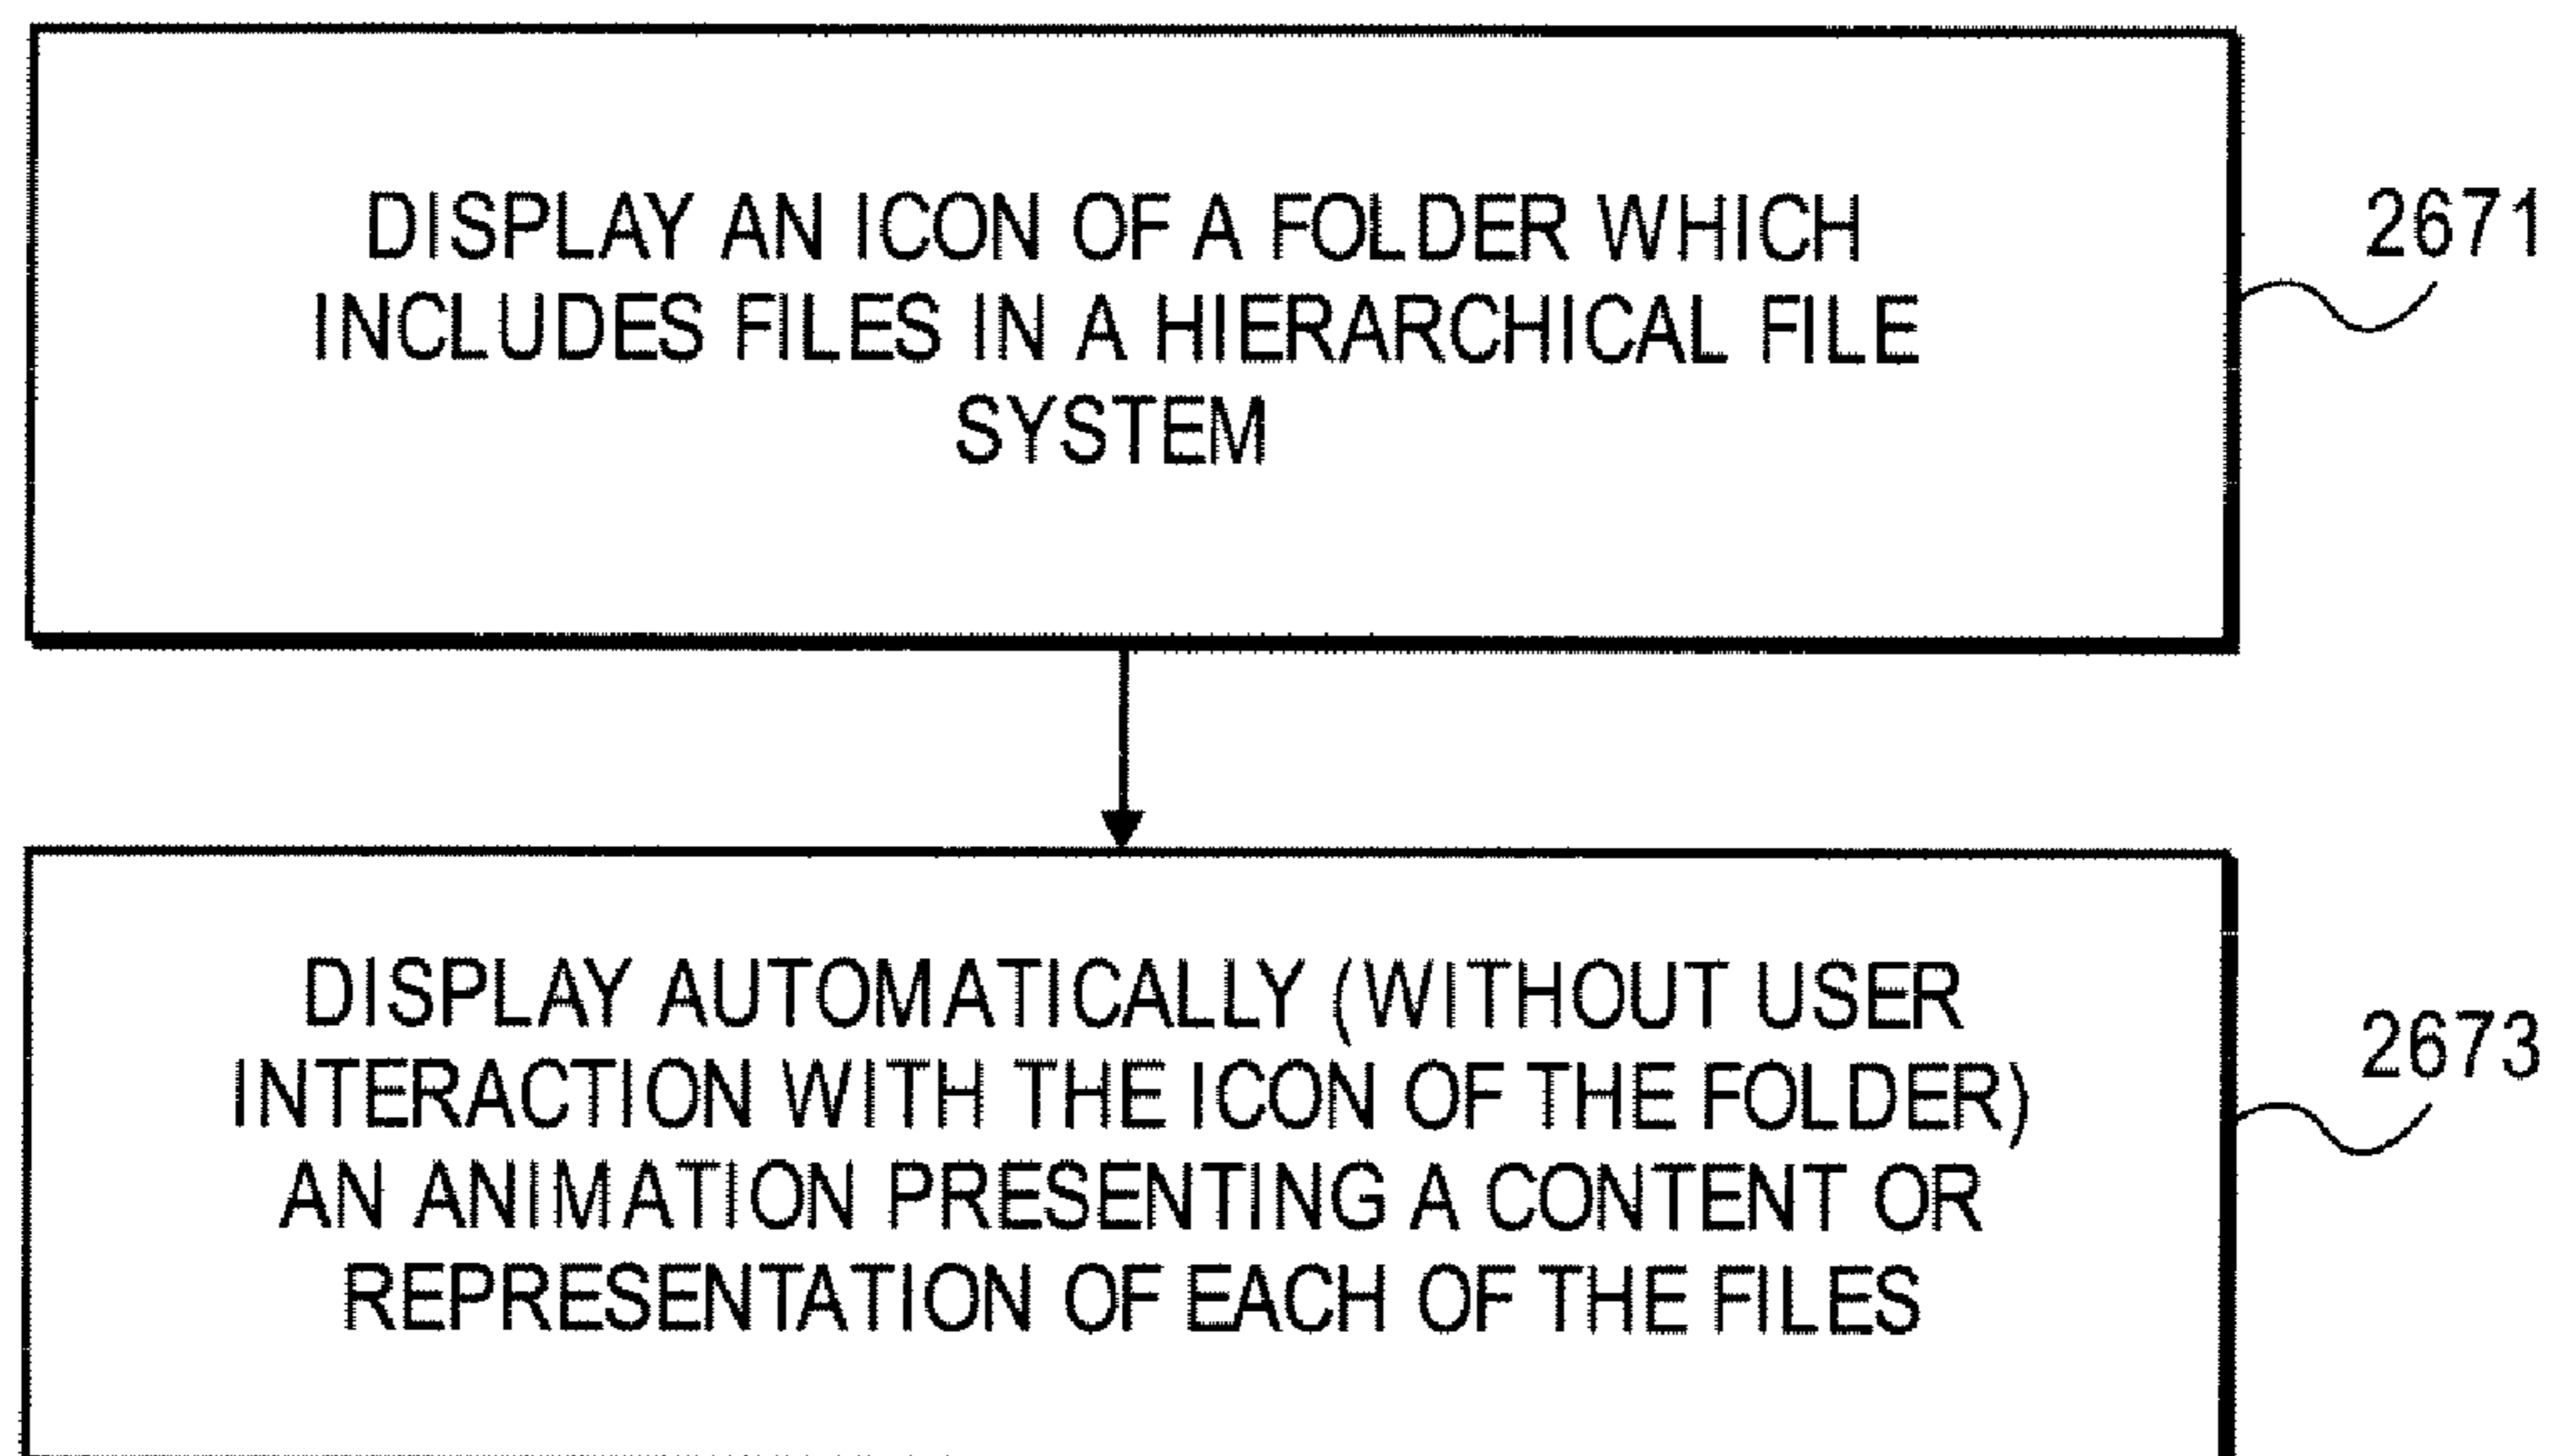 DISPLAY AN ICON OF A FOLDER WHICH
INCLUDES FILES IN A HIERARCHICAL FILE
SYSTEM
2671
DISPLAY AUTOMATICALLY (WITHOUT USER
INTERACTION WITH THE ICON OF THE FOLDER)
AN ANIMATION PRESENTING A CONTENT OR
REPRESENTATION OF EACH OF THE FILES
2673